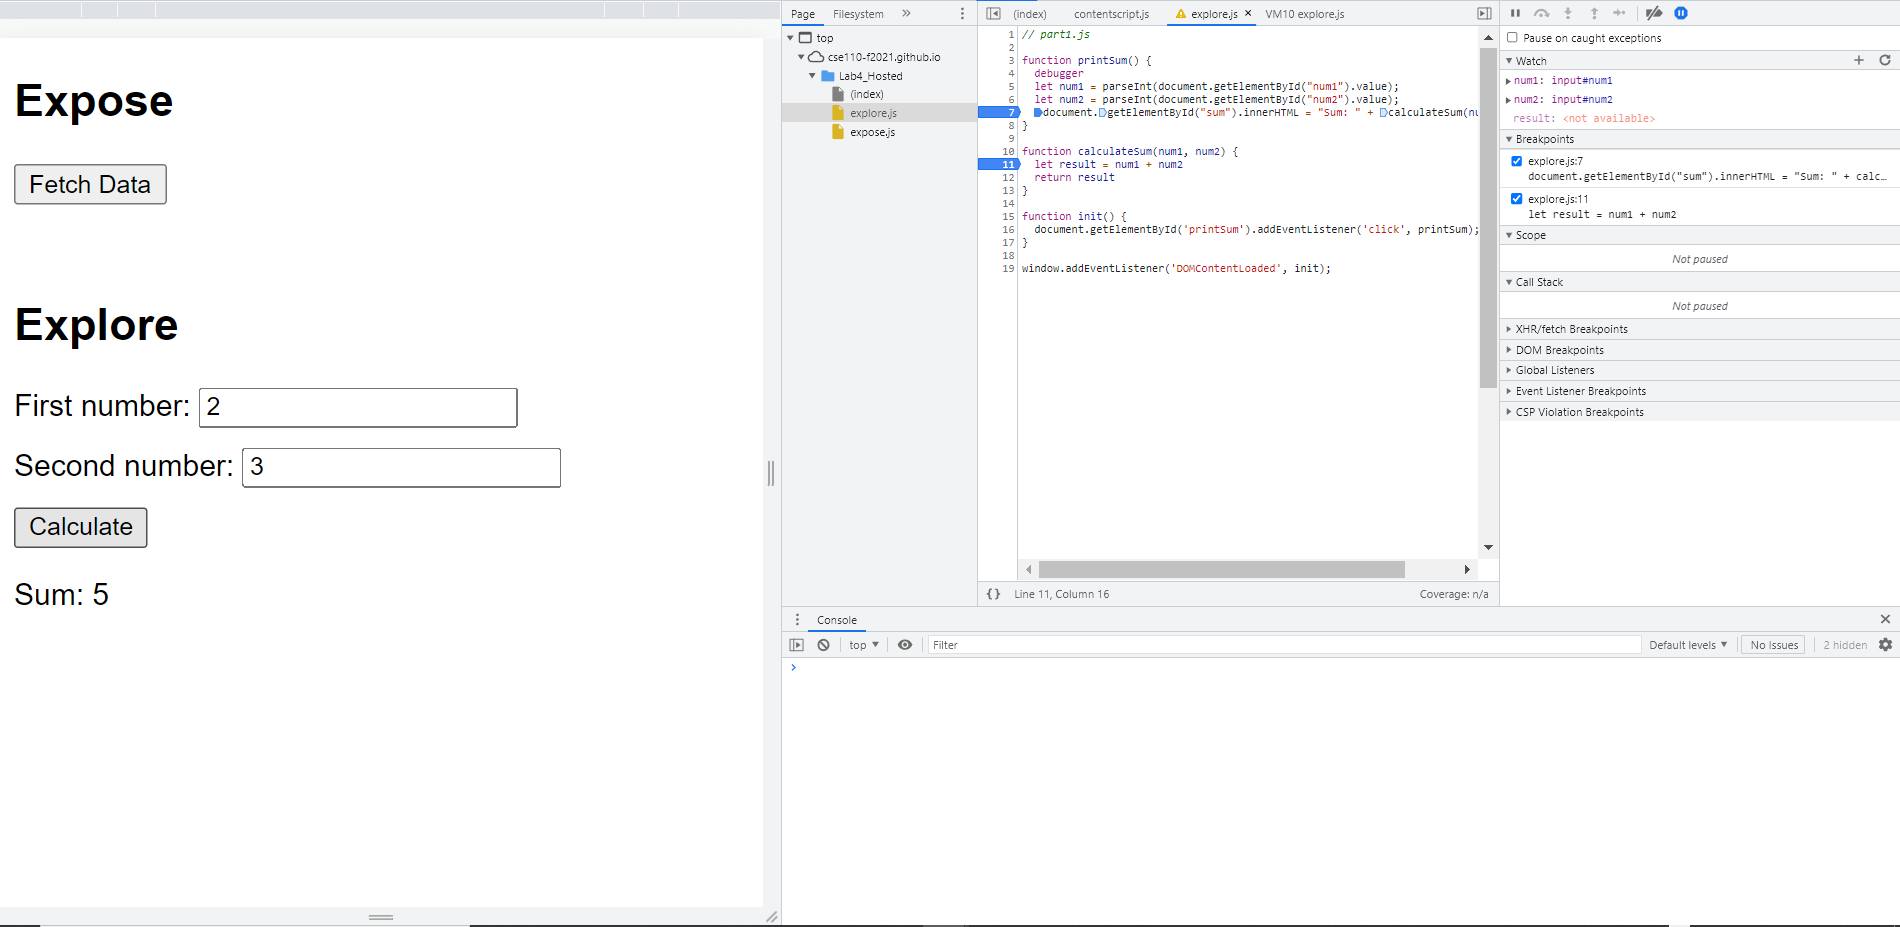 Expose
Fetch Data
Explore
First number: 2
Second number: 3
Calculate
Sum: 5
Page Filesystem »
top
cse110-f2021.github.io
Lab4_Hosted
(index)
explore.js
expose.js
(index) contentscript.js explore.js × VM10 explore.js
1 // part1.js
2
3 function printSum() {
4 debugger
5 let num1 = parseInt(document.getElementById("num1").value);
6 let num2 = parseInt(document.getElementById("num2").value);
7 document.getElementById("sum").innerHTML = "Sum: " + calculateSum(nu
8 }
9
10 function calculateSum(num1, num2) {
11 let result = num1 + num2
12 return result
13 }
14
15 function init() {
16 document.getElementById('printSum').addEventListener('click', printSum);
17 }
18
19 window.addEventListener('DOMContentLoaded', init);
{} Line 11, Column 16 Coverage: n/a
Pause on caught exceptions
Watch
num1: input#num1
num2: input#num2
result: <not available>
Breakpoints
explore.js:7
document.getElementById("sum").innerHTML = "Sum: " + calc…
explore.js:11
let result = num1 + num2
Scope
Not paused
Call Stack
Not paused
XHR/fetch Breakpoints
DOM Breakpoints
Global Listeners
Event Listener Breakpoints
CSP Violation Breakpoints
Console
top Filter Default levels No Issues 2 hidden